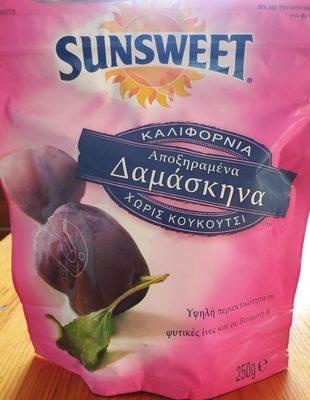 SUNSWEET®
ΚΑΛΙΦΟΡΝΙΑ
Αποξηραμένα
Δαμάσκηνα
ΧΩΡΙΣ ΚΟΥΚΟΥΤΣΙ
Υψηλή περιεκτικότητα σε
φυτικές ίνες και σε Βιταμίνη Κ
250g e